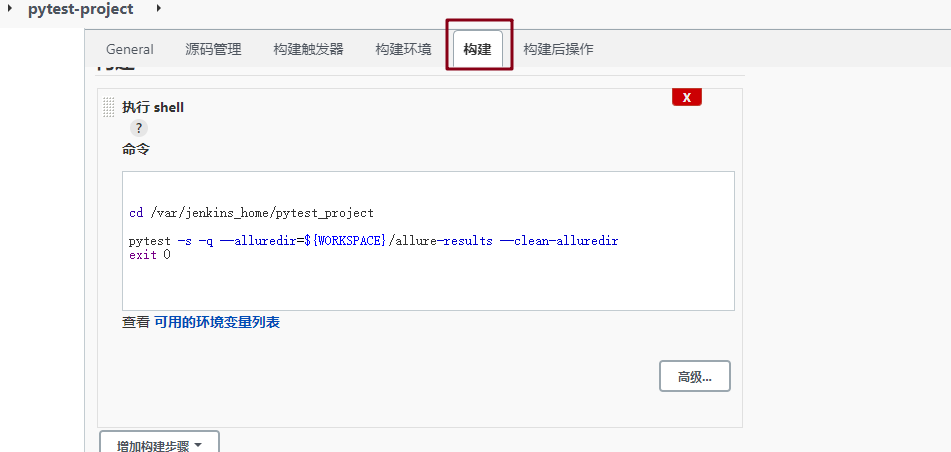 pytest-project
General 源码管理 构建触发器 构建环境 构建 构建后操作
构建
执行 shell
X
?
命令
cd /var/jenkins_home/pytest_project
pytest -s -q --alluredir=${WORKSPACE}/allure-results --clean-alluredir
exit 0
查看 可用的环境变量列表
高级...
增加构建步骤